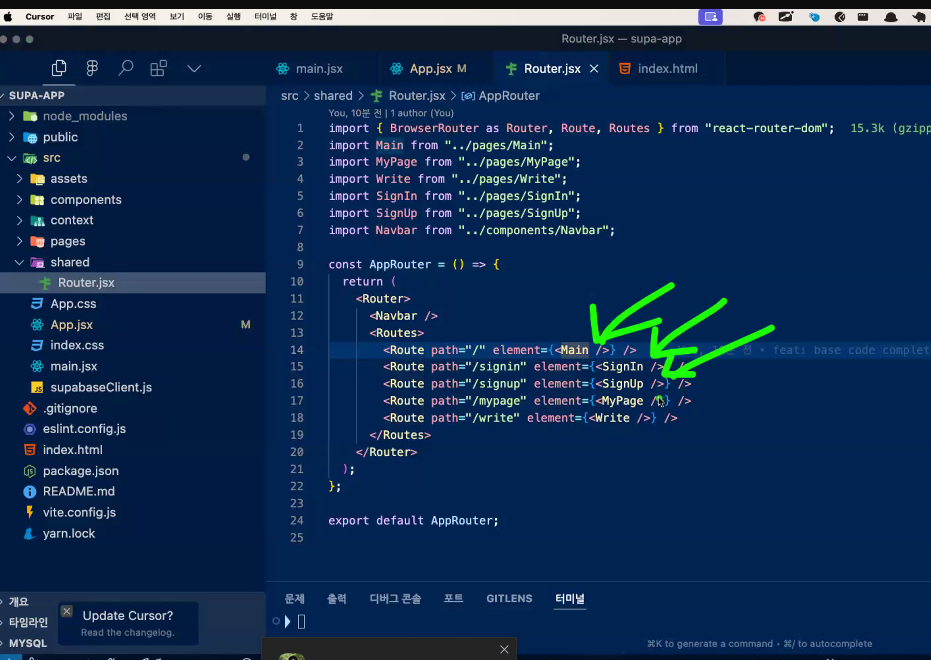 Cursor 파일 편집 선택 영역 보기 이동 실행 터미널 창 도움말
Router.jsx — supa-app
main.jsx App.jsx M Router.jsx index.html
SUPA-APP
node_modules
public
src
assets
components
context
pages
shared
Router.jsx
App.css
App.jsx M
index.css
main.jsx
supabaseClient.js
.gitignore
eslint.config.js
index.html
package.json
README.md
vite.config.js
yarn.lock
개요
타임라인
MYSQL
Update Cursor?
Read the changelog.
src > shared > Router.jsx > AppRouter
You, 10분 전 | 1 author (You)
1 import { BrowserRouter as Router, Route, Routes } from "react-router-dom"; 15.3k (gzipp
2 import Main from "../pages/Main";
3 import MyPage from "../pages/MyPage";
4 import Write from "../pages/Write";
5 import SignIn from "../pages/SignIn";
6 import SignUp from "../pages/SignUp";
7 import Navbar from "../components/Navbar";
8
9 const AppRouter = () => {
10 return (
11 <Router>
12 <Navbar />
13 <Routes>
14 <Route path="/" element={<Main />} /> 전 • feat: base code complet
15 <Route path="/signin" element={<SignIn />} />
16 <Route path="/signup" element={<SignUp />} />
17 <Route path="/mypage" element={<MyPage />} />
18 <Route path="/write" element={<Write />} />
19 </Routes>
20 </Router>
21 );
22 };
23
24 export default AppRouter;
25
문제 출력 디버그 콘솔 포트 GITLENS 터미널
⌘K to generate a command • ⌘/ to autocomplete